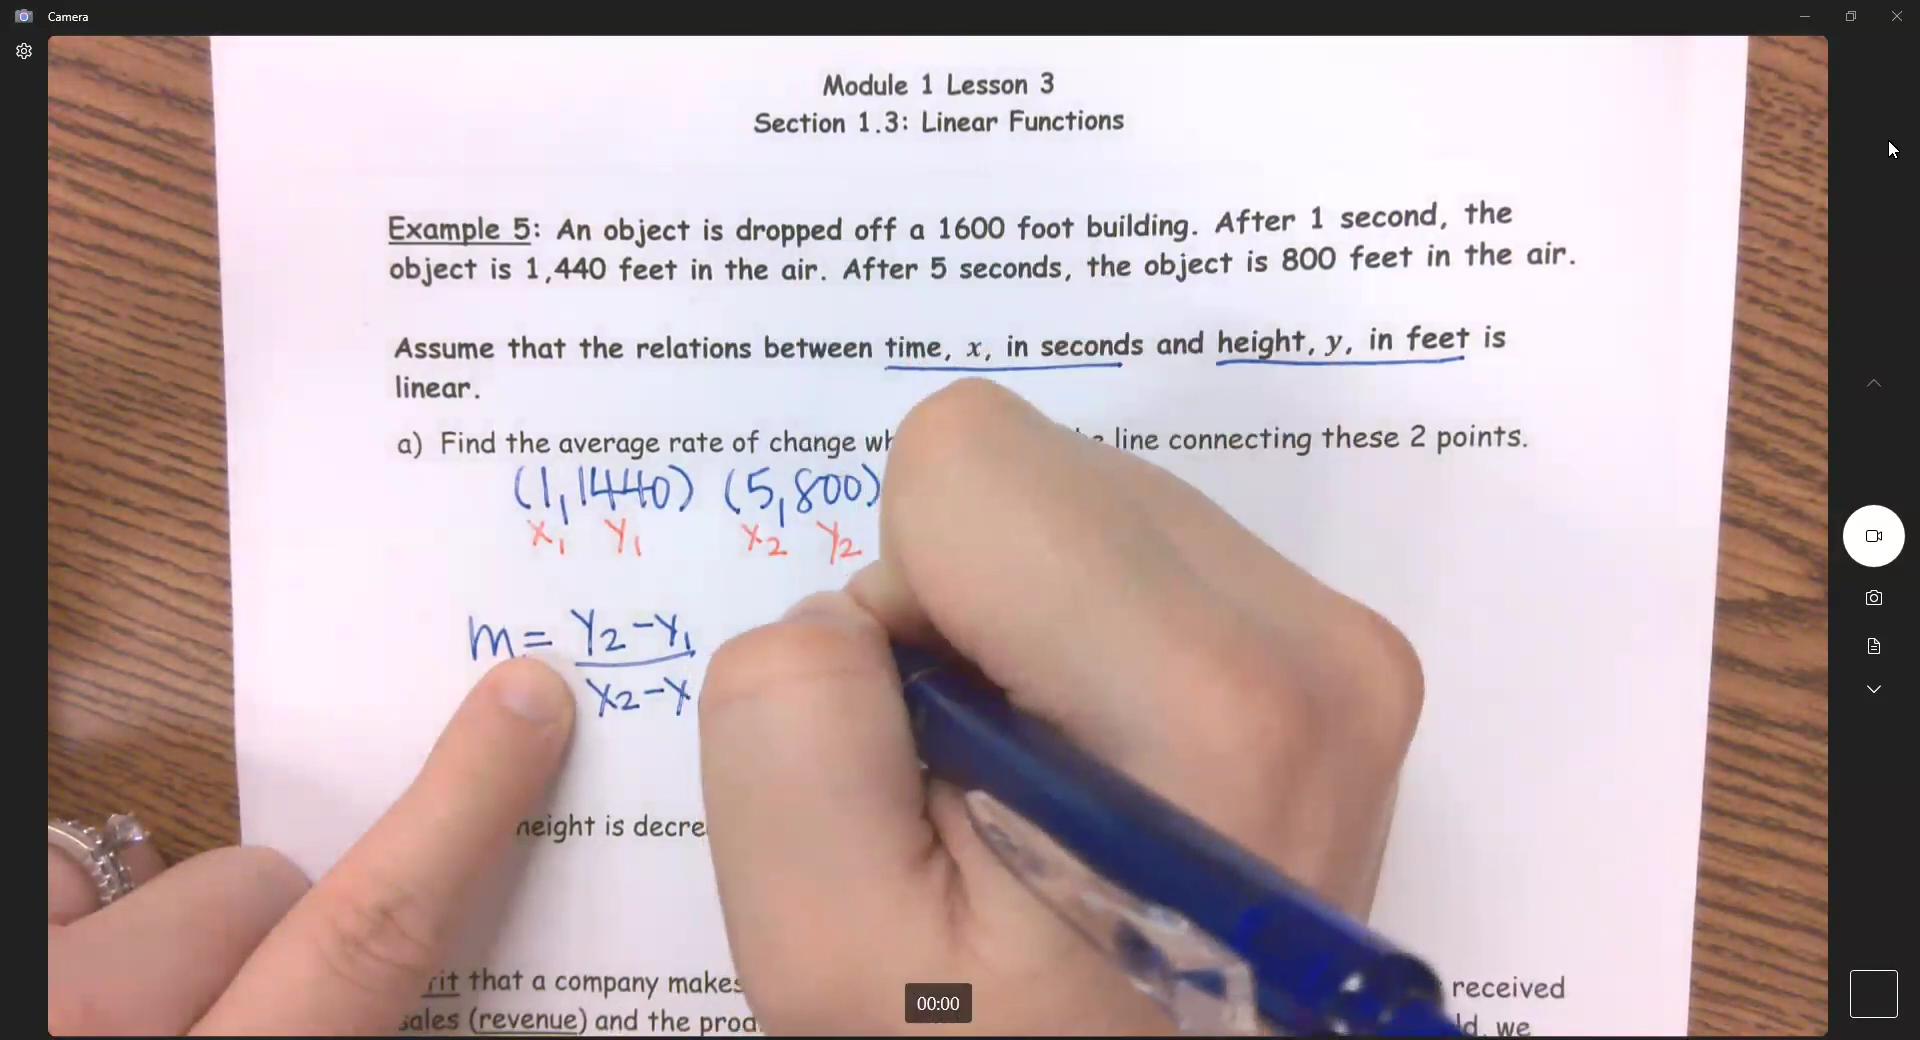 Camera
Module 1 Lesson 3
Section 1.3: Linear Functions
Example 5: An object is dropped off a 1600 foot building. After 1 second, the
object is 1,440 feet in the air. After 5 seconds, the object is 800 feet in the air.
Assume that the relations between time, x, in seconds and height, y, in feet is
linear.
a) Find the average rate of change line connecting these 2 points.
(1,1440) (5,800)
x₁ y₁ x₂ y₂
m = y₂-y₁
x₂-x
height is
that a company makes received
sales (revenue) and the we
00:00